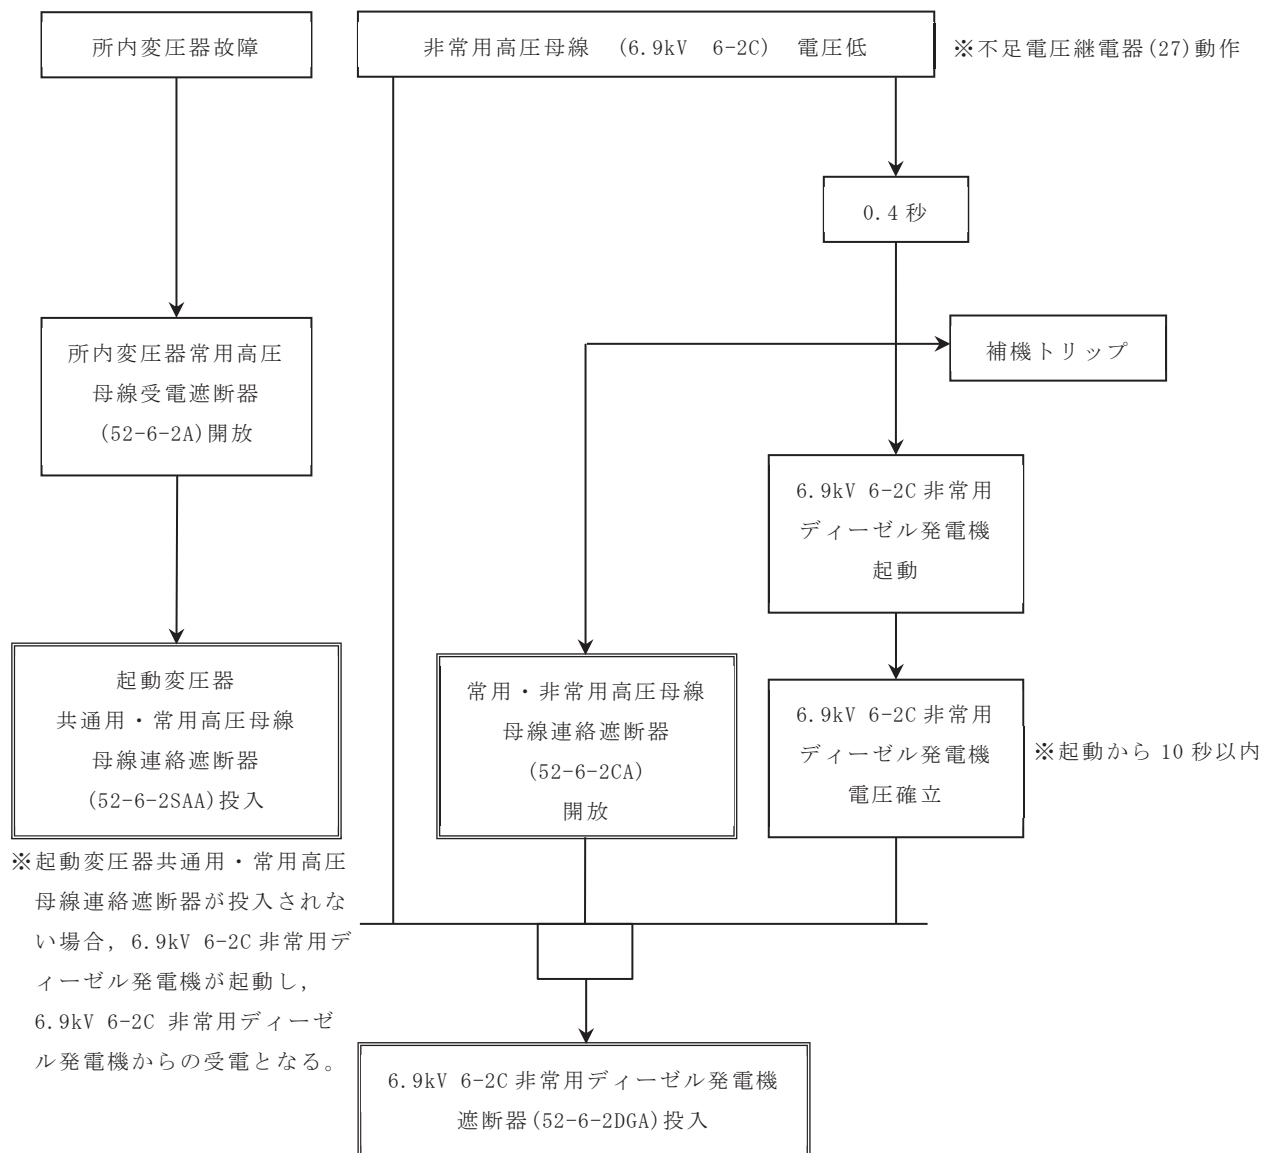 所内変圧器故障
非常用高圧母線 (6.9kV 6-2C) 電圧低
※不足電圧継電器(27)動作
0.4秒
所内変圧器常用高圧
母線受電遮断器
(52-6-2A)開放
補機トリップ
6.9kV 6-2C非常用
ディーゼル発電機
起動
起動変圧器
共通用・常用高圧母線
母線連絡遮断器
(52-6-2SAA)投入
常用・非常用高圧母線
母線連絡遮断器
(52-6-2CA)
開放
6.9kV 6-2C非常用
ディーゼル発電機
電圧確立
※起動から10秒以内
※起動変圧器共通用・常用高圧
母線連絡遮断器が投入されな
い場合，6.9kV 6-2C非常用デ
ィーゼル発電機が起動し，
6.9kV 6-2C 非常用ディーゼ
ル発電機からの受電となる。
6.9kV 6-2C非常用ディーゼル発電機
遮断器(52-6-2DGA)投入